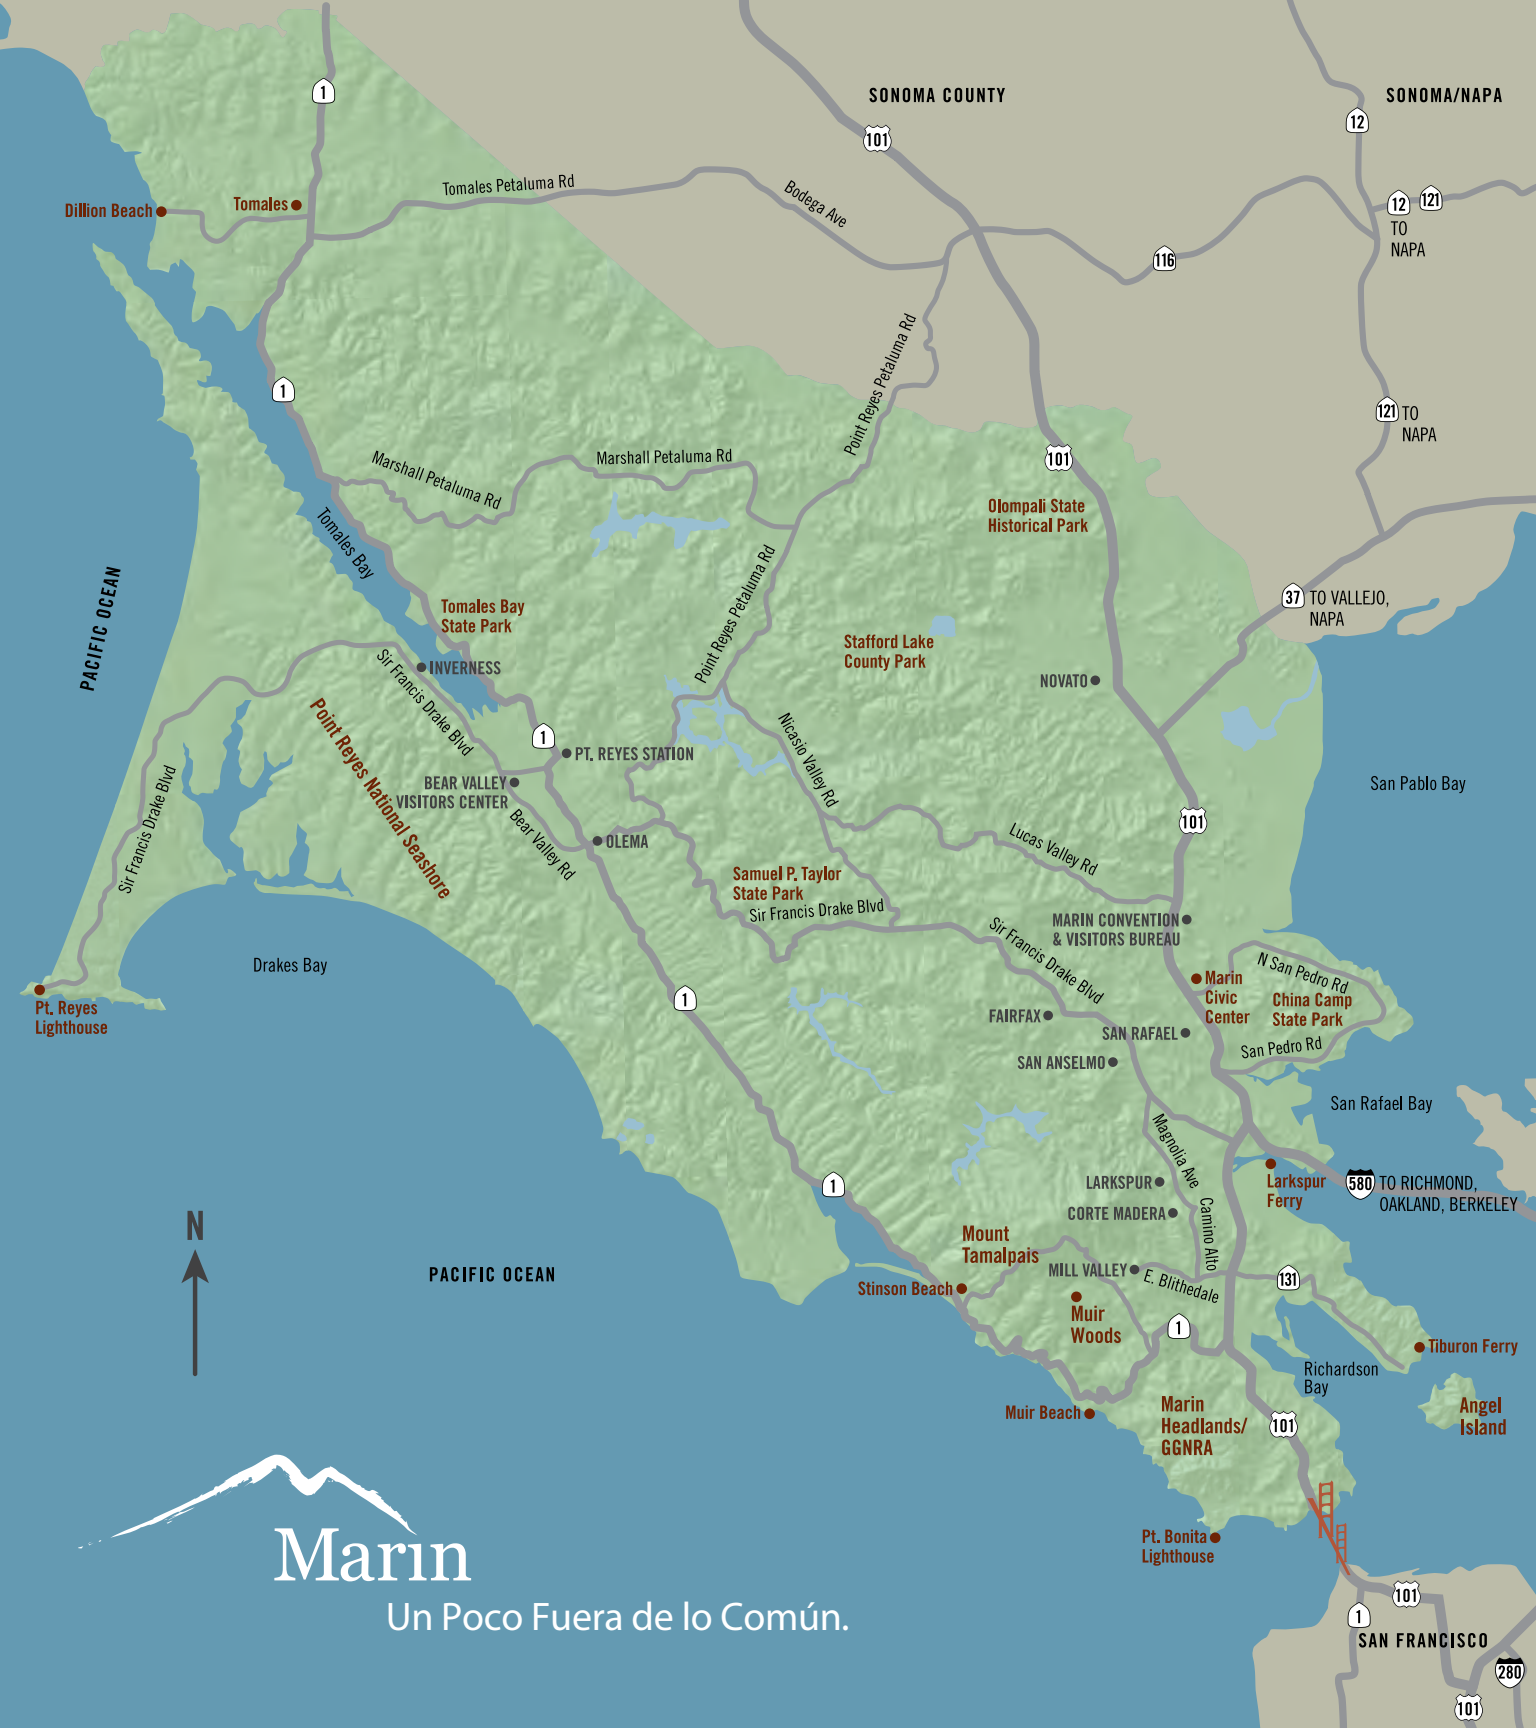 SONOMA COUNTY
SONOMA/NAPA
1
101
12
Tomales Petaluma Rd
Bodega Ave
12
121
TO
NAPA
Dillion Beach
Tomales
116
Point Reyes Petaluma Rd
1
121
TO
NAPA
Marshall Petaluma Rd
Marshall Petaluma Rd
101
Olompali State
Historical Park
Tomales Bay
PACIFIC OCEAN
Point Reyes Petaluma Rd
37
TO VALLEJO,
NAPA
Tomales Bay
State Park
Stafford Lake
County Park
INVERNESS
Sir Francis Drake Blvd
NOVATO
Point Reyes National Seashore
Nicasio Valley Rd
1
PT. REYES STATION
BEAR VALLEY
VISITORS CENTER
San Pablo Bay
Sir Francis Drake Blvd
Bear Valley Rd
OLEMA
101
Lucas Valley Rd
Samuel P. Taylor
State Park
Sir Francis Drake Blvd
Sir Francis Drake Blvd
MARIN CONVENTION
& VISITORS BUREAU
Drakes Bay
N San Pedro Rd
Marin
Civic
Center
China Camp
State Park
Pt. Reyes
Lighthouse
1
FAIRFAX
SAN RAFAEL
San Pedro Rd
SAN ANSELMO
San Rafael Bay
Magnolia Ave
LARKSPUR
Larkspur
Ferry
580
TO RICHMOND,
OAKLAND, BERKELEY
1
CORTE MADERA
Camino Alto
N
Mount
Tamalpais
PACIFIC OCEAN
MILL VALLEY
E. Blithedale
131
Stinson Beach
Muir
Woods
1
Tiburon Ferry
Richardson
Bay
Muir Beach
Marin
Headlands/
GGNRA
101
Angel
Island
Pt. Bonita
Lighthouse
Marin
Un Poco Fuera de lo Común.
101
1
SAN FRANCISCO
280
101